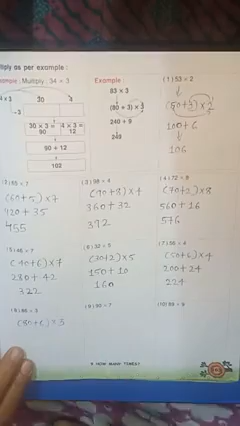 tiply as per example :
ample : Multiply : 34 × 3
4 × 3
30
4
×3
30 × 3 =
90
4 × 3 =
12
90 + 12
102
Example :
83 × 3
(80 + 3) × 3
240 + 9
249
(1) 53 × 2
(50+3) × 2
100 + 6
106
(2) 65 × 7
(60+5) × 7
420 + 35
455
(3) 98 × 4
(90+8) × 4
360 + 32
392
(4) 72 × 8
(70+2) × 8
560 + 16
576
(5) 46 × 7
(40+6) × 7
280 + 42
322
(6) 32 × 5
(30+2) × 5
150 + 10
160
(7) 56 × 4
(50+6) × 4
200 + 24
224
(8) 86 × 3
(80+6) × 3
(9) 90 × 7
(10) 89 × 9
HOW MANY TIMES?